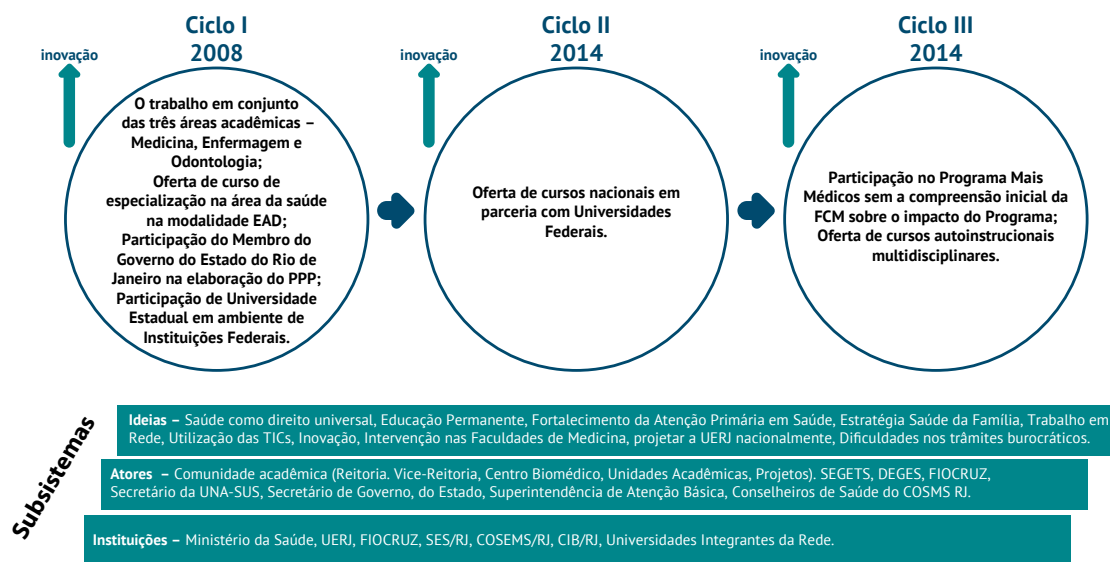 Ciclo I
2008
inovação
O trabalho em conjunto
das três áreas acadêmicas –
Medicina, Enfermagem e
Odontologia;
Oferta de curso de
especialização na área da saúde
na modalidade EAD;
Participação do Membro do
Governo do Estado do Rio de
Janeiro na elaboração do PPP;
Participação de Universidade
Estadual em ambiente de
Instituições Federais.
Ciclo II
2014
inovação
Oferta de cursos nacionais em
parceria com Universidades
Federais.
Ciclo III
2014
inovação
Participação no Programa Mais
Médicos sem a compreensão inicial da
FCM sobre o impacto do Programa;
Oferta de cursos autoinstrucionais
multidisciplinares.
Subsistemas
Ideias – Saúde como direito universal, Educação Permanente, Fortalecimento da Atenção Primária em Saúde, Estratégia Saúde da Família, Trabalho em
Rede, Utilização das TICs, Inovação, Intervenção nas Faculdades de Medicina, projetar a UERJ nacionalmente, Dificuldades nos trâmites burocráticos.
Atores – Comunidade acadêmica (Reitoria. Vice-Reitoria, Centro Biomédico, Unidades Acadêmicas, Projetos). SEGETS, DEGES, FIOCRUZ,
Secretário da UNA-SUS, Secretário de Governo, do Estado, Superintendência de Atenção Básica, Conselheiros de Saúde do COSMS RJ.
Instituições – Ministério da Saúde, UERJ, FIOCRUZ, SES/RJ, COSEMS/RJ, CIB/RJ, Universidades Integrantes da Rede.